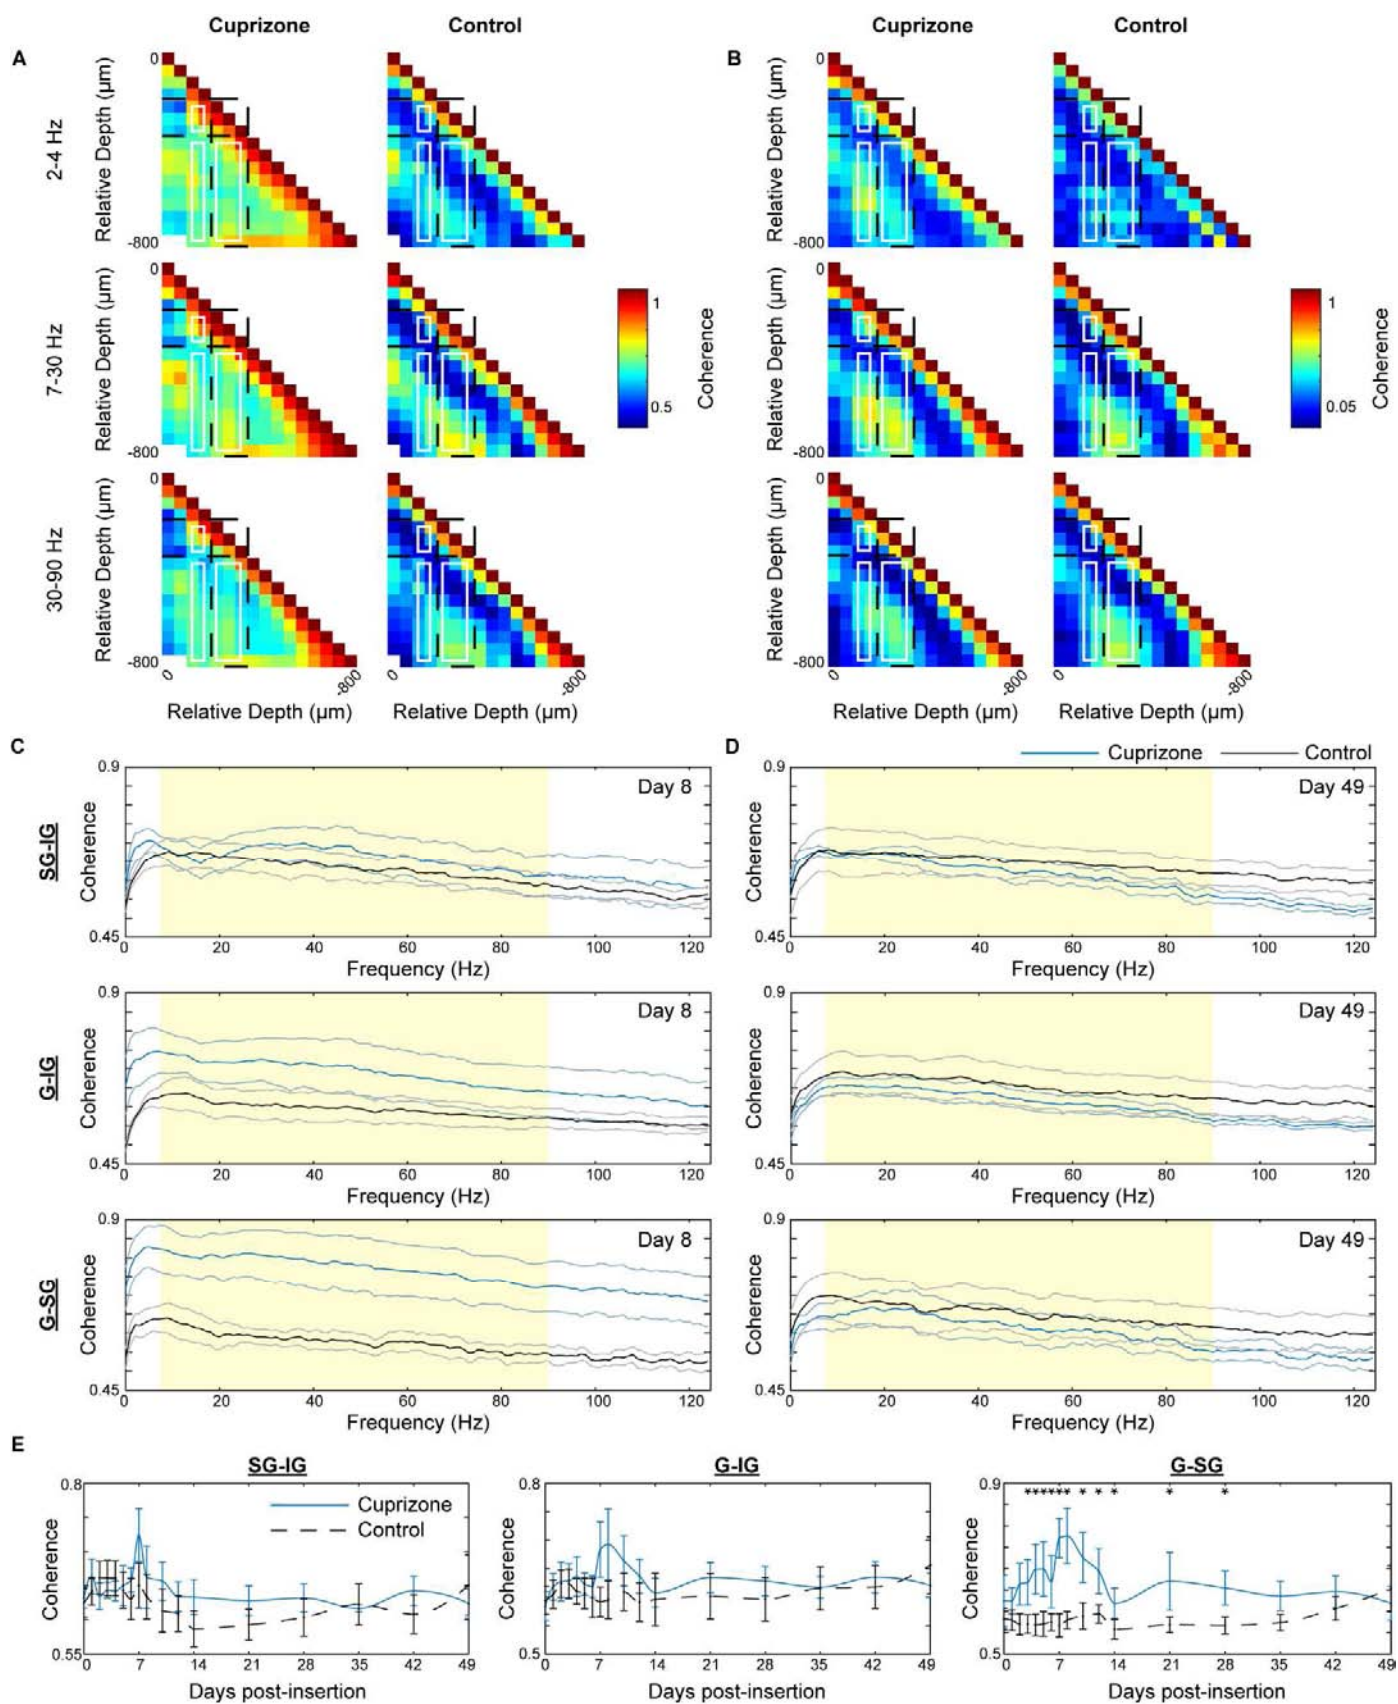 Cuprizone Control Cuprizone Control
A B
2-4 Hz
Relative Depth (µm)
0
-800
Relative Depth (µm)
0
-800
7-30 Hz
Relative Depth (µm)
0
-800
1
0.5
Coherence
Relative Depth (µm)
0
-800
1
0.05
Coherence
30-90 Hz
Relative Depth (µm)
0
-800
Relative Depth (µm)
0
-800
0 -800 0 -800 0 -800 0 -800
Relative Depth (µm) Relative Depth (µm) Relative Depth (µm) Relative Depth (µm)
C D
Cuprizone Control
SG-IG
Coherence
0.9
0.45
Day 8
0 20 40 60 80 100 120
Frequency (Hz)
Coherence
0.9
0.45
Day 49
0 20 40 60 80 100 120
Frequency (Hz)
G-IG
Coherence
0.9
0.45
Day 8
0 20 40 60 80 100 120
Frequency (Hz)
Coherence
0.9
0.45
Day 49
0 20 40 60 80 100 120
Frequency (Hz)
G-SG
Coherence
0.9
0.45
Day 8
0 20 40 60 80 100 120
Frequency (Hz)
Coherence
0.9
0.45
Day 49
0 20 40 60 80 100 120
Frequency (Hz)
E
SG-IG
Coherence
0.8
0.55
Cuprizone
Control
0 7 14 21 28 35 42 49
Days post-insertion
G-IG
Coherence
0.8
0.5
0 7 14 21 28 35 42 49
Days post-insertion
G-SG
Coherence
0.9
0.5
* * * * * * * * * * *
0 7 14 21 28 35 42 49
Days post-insertion